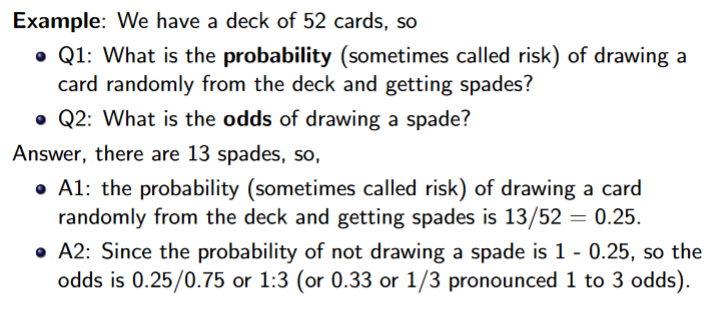 Example: We have a deck of 52 cards, so
• Q1: What is the probability (sometimes called risk) of drawing a
card randomly from the deck and getting spades?
• Q2: What is the odds of drawing a spade?
Answer, there are 13 spades, so,
• A1: the probability (sometimes called risk) of drawing a card
randomly from the deck and getting spades is 13/52 = 0.25.
• A2: Since the probability of not drawing a spade is 1 - 0.25, so the
odds is 0.25/0.75 or 1:3 (or 0.33 or 1/3 pronounced 1 to 3 odds).